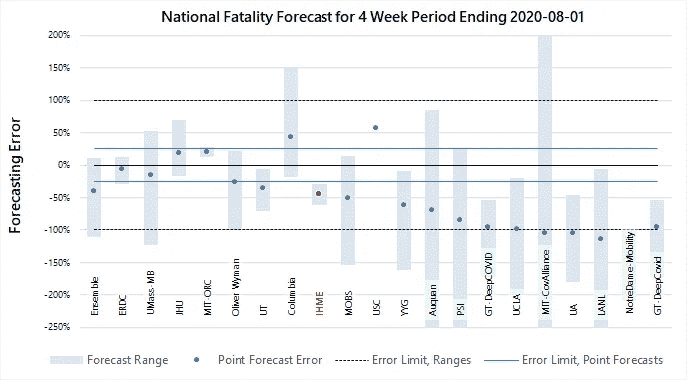 National Fatality Forecast for 4 Week Period Ending 2020-08-01
200%
150%
100%
50%
0%
-50%
-100%
-150%
-200%
-250%
Forecasting Error
Ensemble
ERDC
UMass-MB
JHU
MIT-ORC
Oliver Wyman
UT
Columbia
IHME
MOBS
USC
YYG
Auquan
PSI
GT-DeepCOVID
UCLA
MIT-CovAlliance
UA
LANL
NotreDame-Mobility
GT-DeepCovid
Forecast Range
Point Forecast Error
Error Limit, Ranges
Error Limit, Point Forecasts